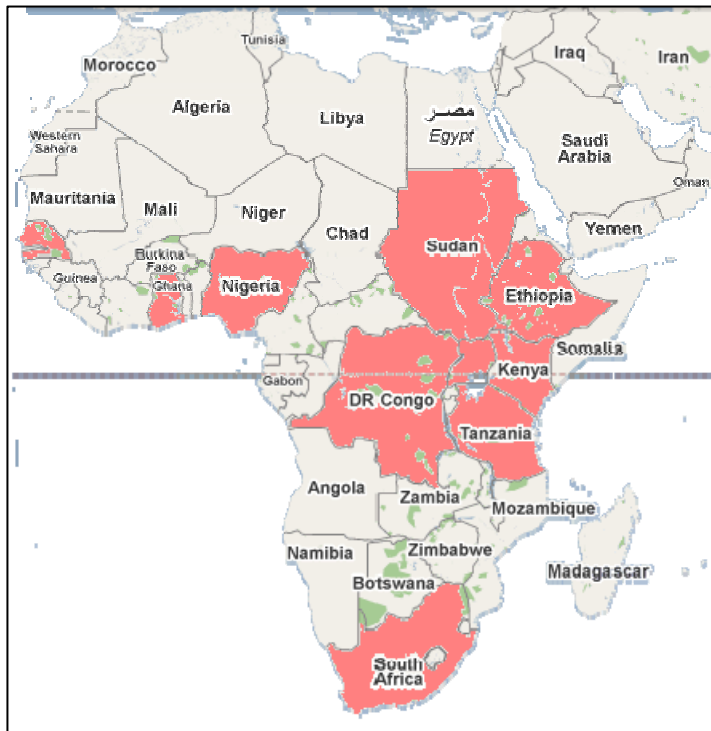 Tunisia
Morocco
Iraq
Iran
Algeria
Libya
مصر
Egypt
Western
Sahara
Saudi
Arabia
Mauritania
Oman
Mali
Niger
Chad
Yemen
Sudan
Burkina
Faso
Guinea
Ghana
Nigeria
Ethiopia
Somalia
Kenya
Gabon
DR Congo
Tanzania
Angola
Zambia
Mozambique
Namibia
Zimbabwe
Botswana
Madagascar
South
Africa